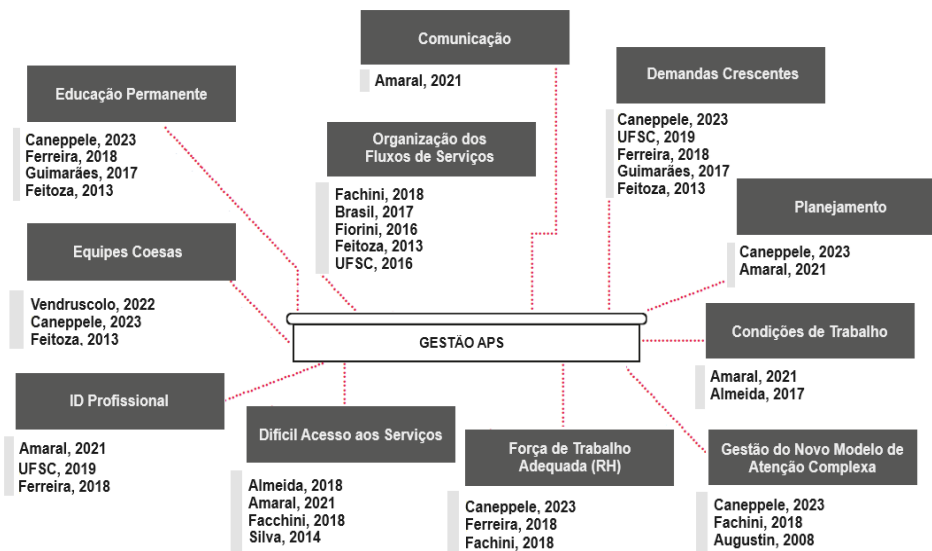 Comunicação
Amaral, 2021
Demandas Crescentes
Caneppele, 2023
UFSC, 2019
Ferreira, 2018
Guimarães, 2017
Feitoza, 2013
Educação Permanente
Caneppele, 2023
Ferreira, 2018
Guimarães, 2017
Feitoza, 2013
Organização dos
Fluxos de Serviços
Fachini, 2018
Brasil, 2017
Fiorini, 2016
Feitoza, 2013
UFSC, 2016
Planejamento
Caneppele, 2023
Amaral, 2021
Equipes Coesas
Vendruscolo, 2022
Caneppele, 2023
Feitoza, 2013
GESTÃO APS
Condições de Trabalho
Amaral, 2021
Almeida, 2017
ID Profissional
Amaral, 2021
UFSC, 2019
Ferreira, 2018
Difícil Acesso aos Serviços
Almeida, 2018
Amaral, 2021
Facchini, 2018
Silva, 2014
Força de Trabalho
Adequada (RH)
Caneppele, 2023
Ferreira, 2018
Fachini, 2018
Gestão do Novo Modelo de
Atenção Complexa
Caneppele, 2023
Fachini, 2018
Augustin, 2008